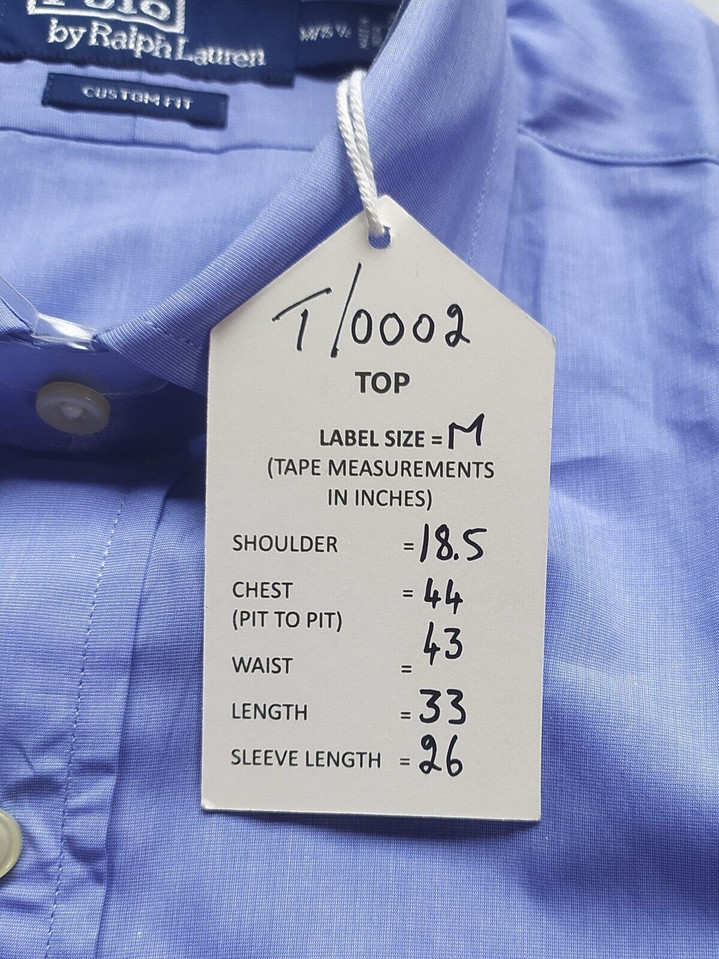 Polo
by Ralph Lauren
CUSTOM FIT
T/0002
TOP
LABEL SIZE = M
(TAPE MEASUREMENTS
IN INCHES)
SHOULDER = 18.5
CHEST = 44
(PIT TO PIT)
WAIST = 43
LENGTH = 33
SLEEVE LENGTH = 26